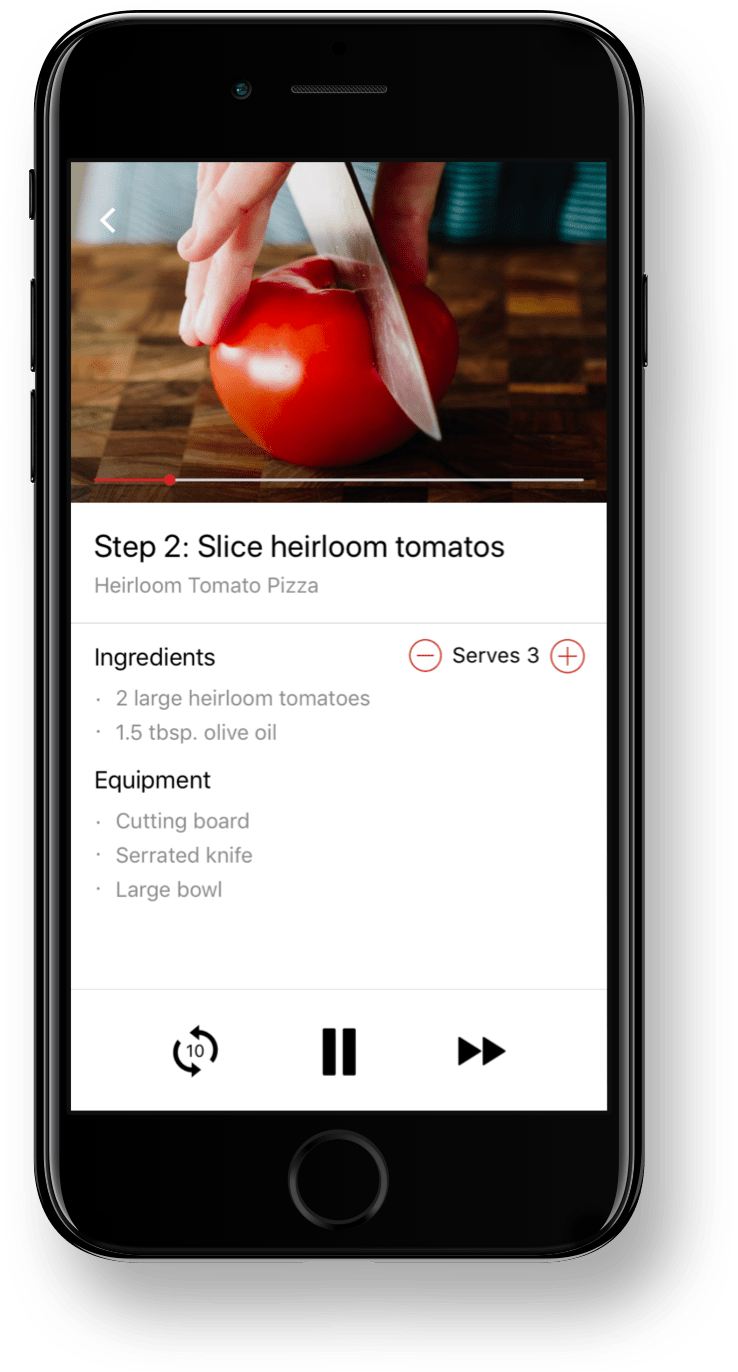 Step 2: Slice heirloom tomatos
Heirloom Tomato Pizza
Ingredients
Serves 3
· 2 large heirloom tomatoes
· 1.5 tbsp. olive oil
Equipment
· Cutting board
· Serrated knife
· Large bowl
10